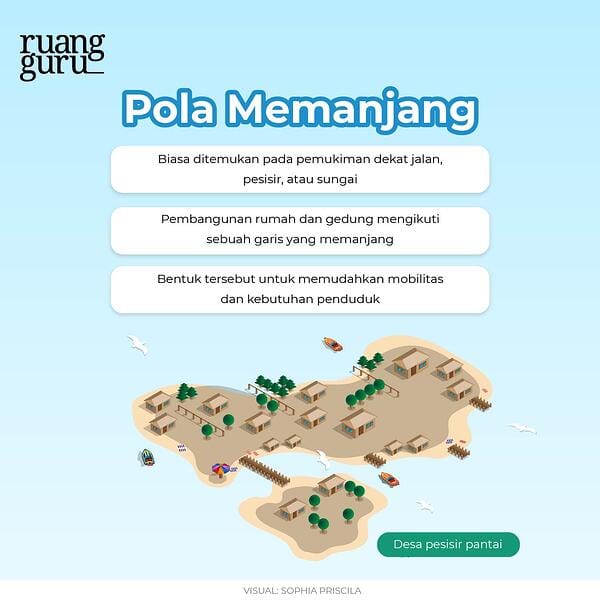 ruang
guru_
Pola Memanjang
Biasa ditemukan pada pemukiman dekat jalan,
pesisir, atau sungai
Pembangunan rumah dan gedung mengikuti
sebuah garis yang memanjang
Bentuk tersebut untuk memudahkan mobilitas
dan kebutuhan penduduk
Desa pesisir pantai
VISUAL: SOPHIA PRISCILA